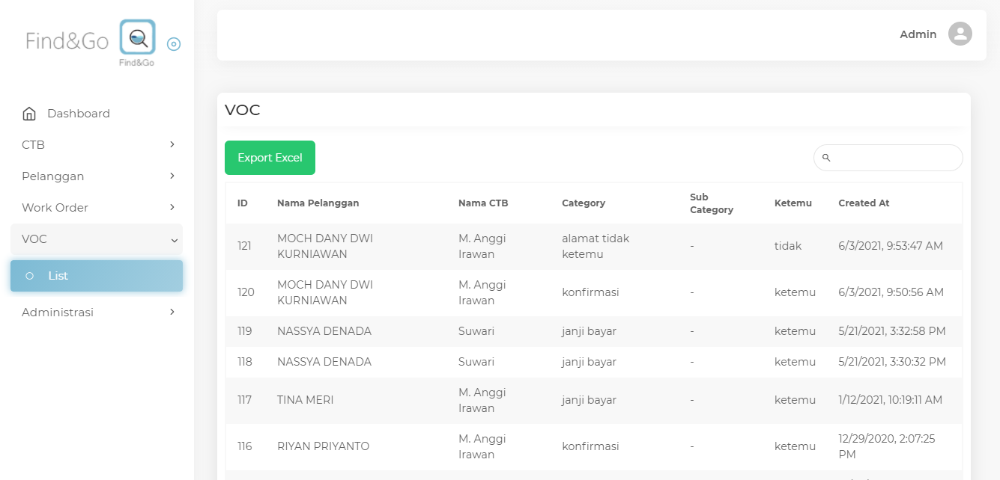 Find&Go
Find&Go
Admin
Dashboard
CTB
Pelanggan
Work Order
VOC
List
Administrasi
VOC
Export Excel
ID Nama Pelanggan Nama CTB Category Sub Category Ketemu Created At
121 MOCH DANY DWI KURNIAWAN M. Anggi Irawan alamat tidak ketemu - tidak 6/3/2021, 9:53:47 AM
120 MOCH DANY DWI KURNIAWAN M. Anggi Irawan konfirmasi - ketemu 6/3/2021, 9:50:56 AM
119 NASSYA DENADA Suwari janji bayar - ketemu 5/21/2021, 3:32:58 PM
118 NASSYA DENADA Suwari janji bayar - ketemu 5/21/2021, 3:30:32 PM
117 TINA MERI M. Anggi Irawan janji bayar - ketemu 1/12/2021, 10:19:11 AM
116 RIYAN PRIYANTO M. Anggi Irawan konfirmasi - ketemu 12/29/2020, 2:07:25 PM